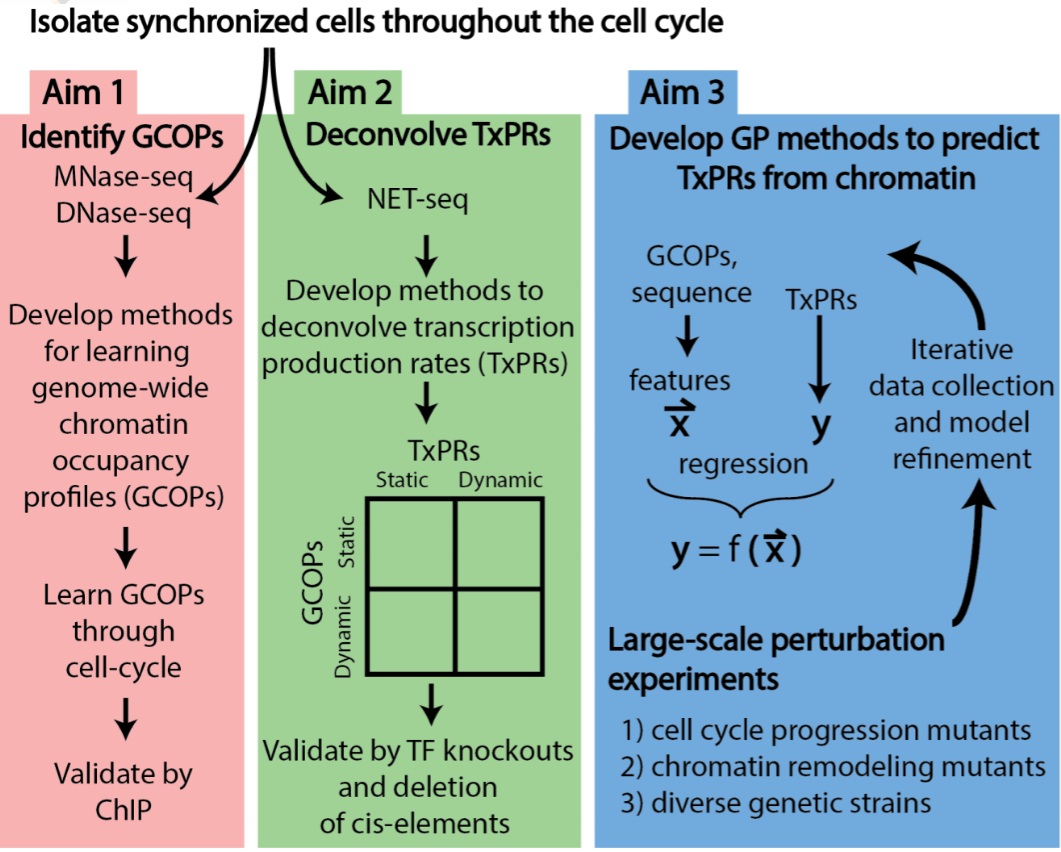 Isolate synchronized cells throughout the cell cycle
Aim 1
Identify GCOPs
MNase-seq
DNase-seq
Develop methods
for learning
genome-wide
chromatin
occupancy
profiles (GCOPs)
Learn GCOPs
through
cell-cycle
Validate by
ChIP
Aim 2
Deconvolve TxPRs
NET-seq
Develop methods to
deconvolve transcription
production rates (TxPRs)
TxPRs
Static Dynamic
GCOPs
Static
Dynamic
Validate by TF knockouts
and deletion
of cis-elements
Aim 3
Develop GP methods to predict
TxPRs from chromatin
GCOPs,
sequence
TxPRs
features
x⃗
y
regression
y = f (x⃗)
Iterative
data collection
and model
refinement
Large-scale perturbation
experiments
1) cell cycle progression mutants
2) chromatin remodeling mutants
3) diverse genetic strains